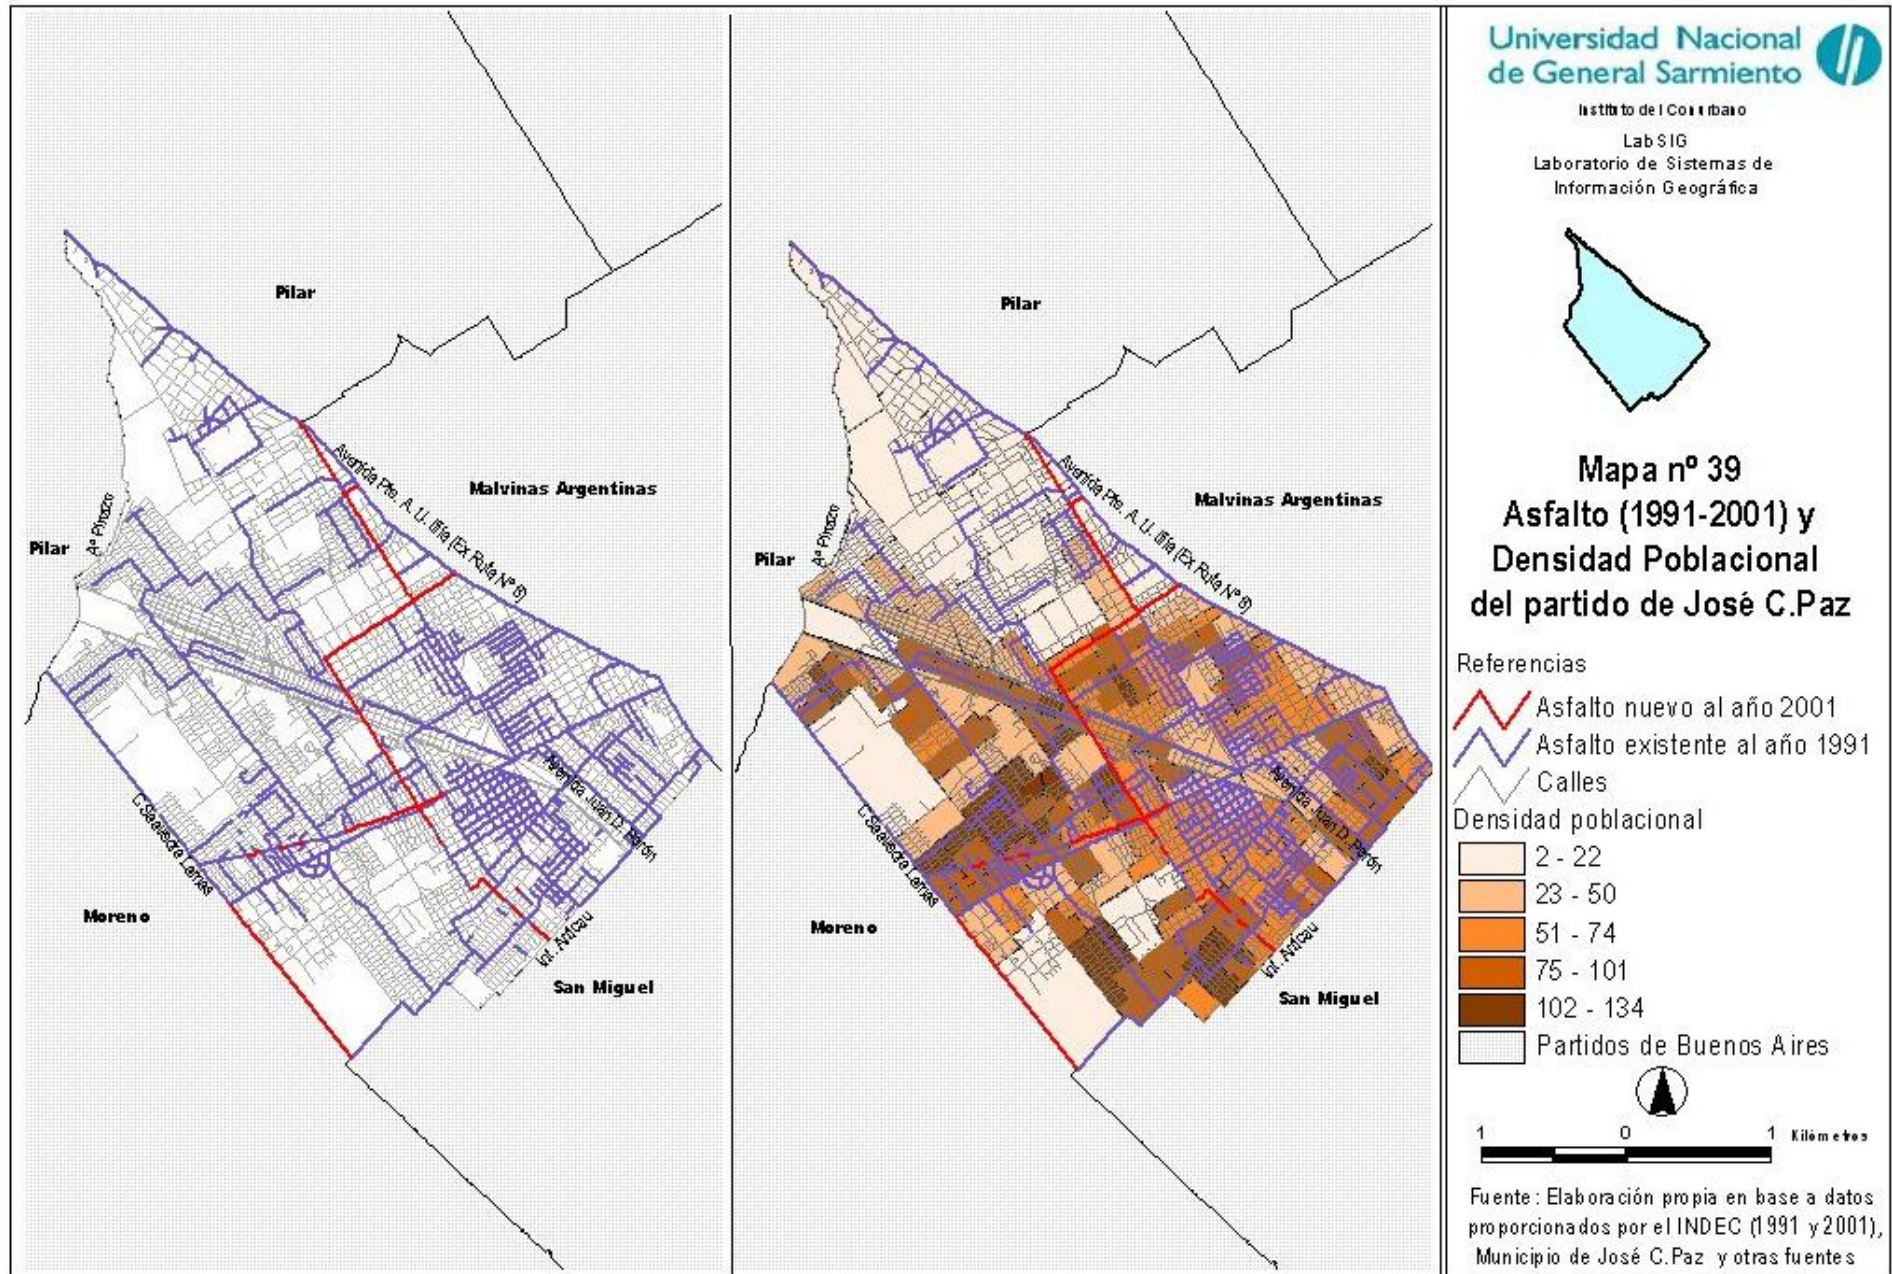 Universidad Nacional
de General Sarmiento
Instituto del Conurbano
Lab SIG
Laboratorio de Sistemas de
Información Geográfica
Mapa nº 39
Asfalto (1991-2001) y
Densidad Poblacional
del partido de José C.Paz
Referencias
Asfalto nuevo al año 2001
Asfalto existente al año 1991
Calles
Densidad poblacional
2 - 22
23 - 50
51 - 74
75 - 101
102 - 134
Partidos de Buenos Aires
1 0 1 Kilómetros
Fuente: Elaboración propia en base a datos
proporcionados por el INDEC (1991 y 2001),
Municipio de José C.Paz y otras fuentes
Pilar
Malvinas Argentinas
Avenida Pte. A. U. Illia (Ex Ruta Nº 8)
Aº Pinazo
Pilar
Avenida Juan D. Perón
C Saavedra Lamas
Moreno
Int. Arricau
San Miguel
Pilar
Malvinas Argentinas
Avenida Pte. A. U. Illia (Ex Ruta Nº 8)
Aº Pinazo
Pilar
Avenida Juan D. Perón
C Saavedra Lamas
Moreno
Int. Arricau
San Miguel